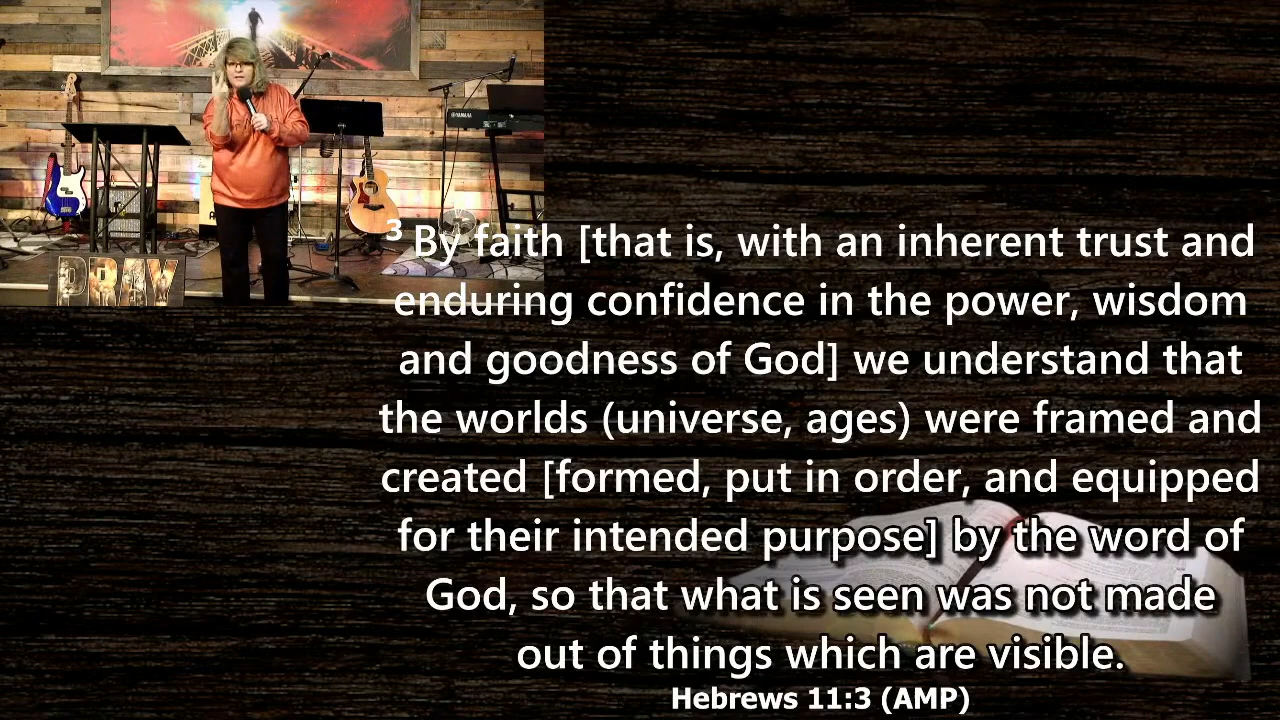 YAMAHA
PRAY
3 By faith [that is, with an inherent trust and
enduring confidence in the power, wisdom
and goodness of God] we understand that
the worlds (universe, ages) were framed and
created [formed, put in order, and equipped
for their intended purpose] by the word of
God, so that what is seen was not made
out of things which are visible.
Hebrews 11:3 (AMP)